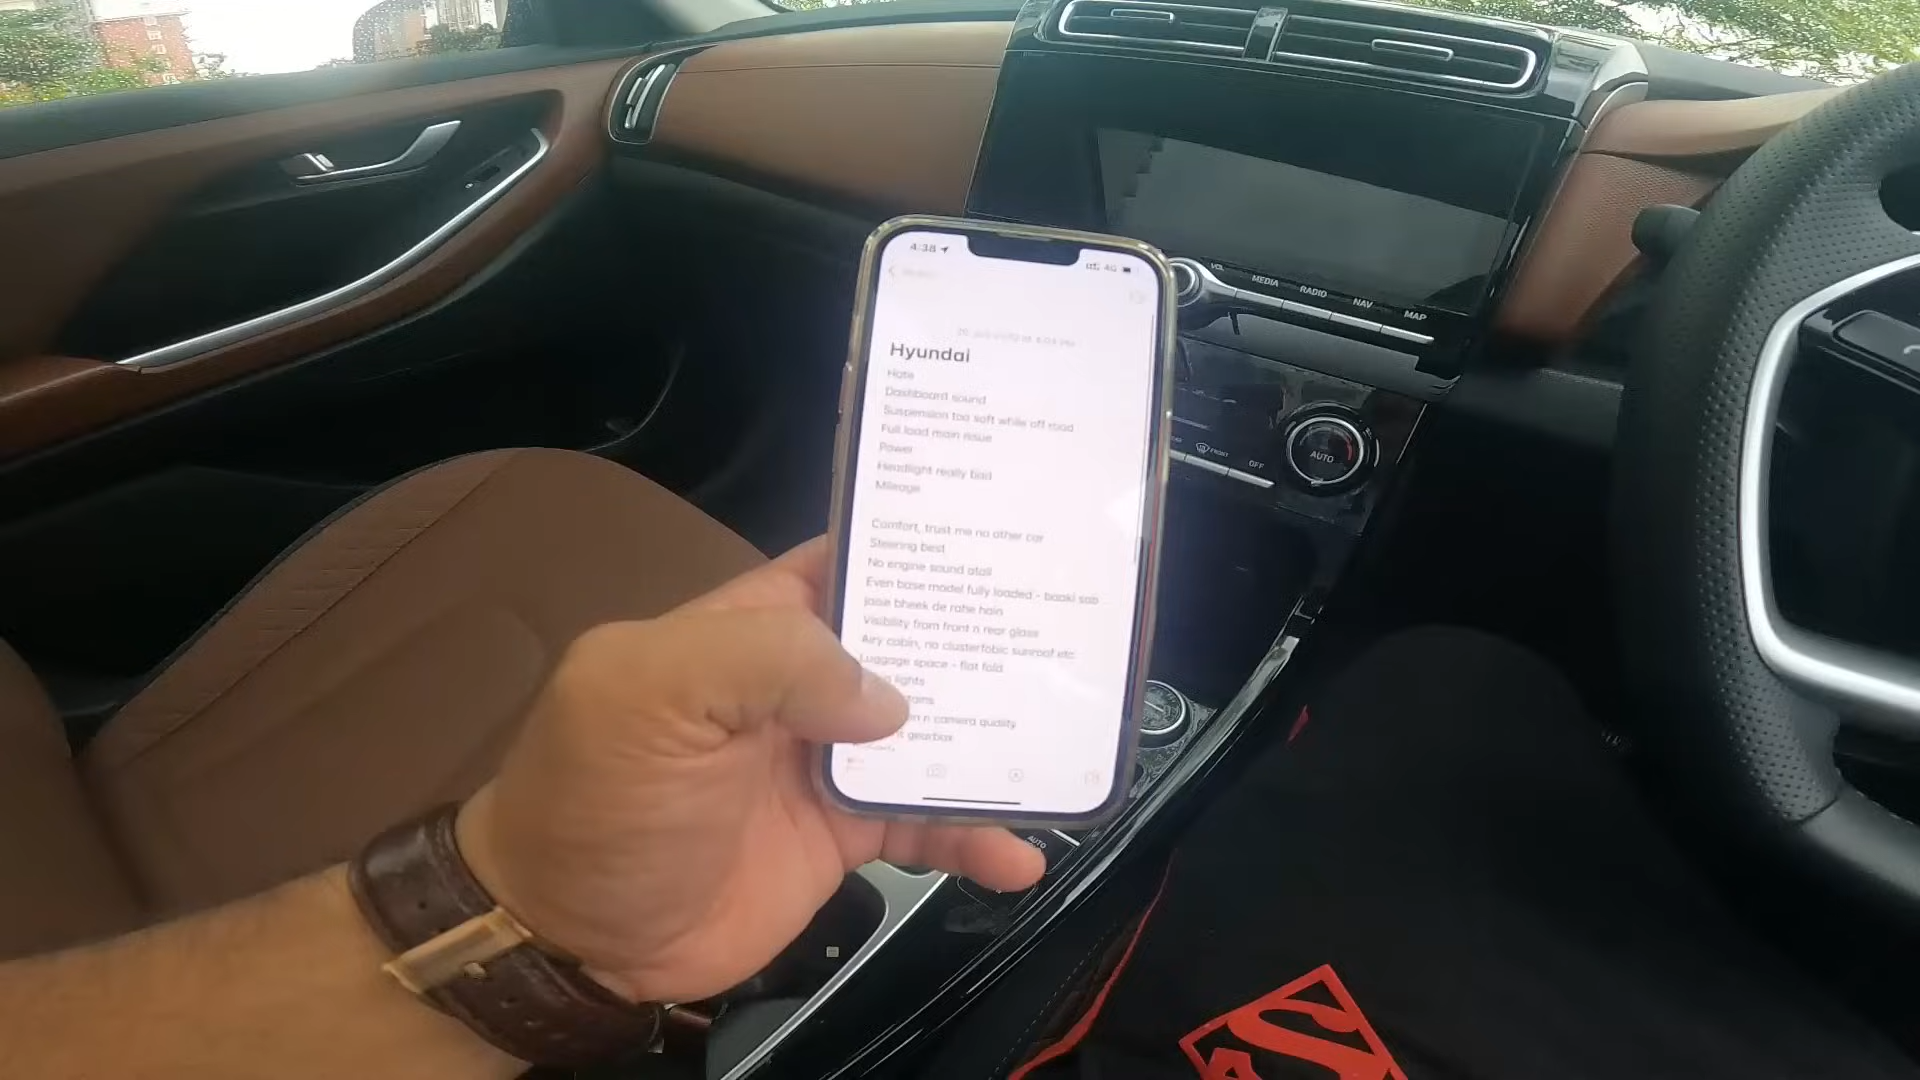 4:38
4G
Hyundai
Hate
Dashboard sound
Suspension too soft while off road
Full load main issue
Power
Headlight really bad
Mileage
Comfort, trust me no other car
Steering best
No engine sound atall
Even base model fully loaded - baaki sab
jaise bheek de rahe hain
Visibility from front n rear glass
Airy cabin, no clusterfobic sunroof etc
Luggage space - flat fold
lights
n camera quality
gearbox
VOL
MEDIA
RADIO
NAV
MAP
FRONT
OFF
AUTO
AUTO
S